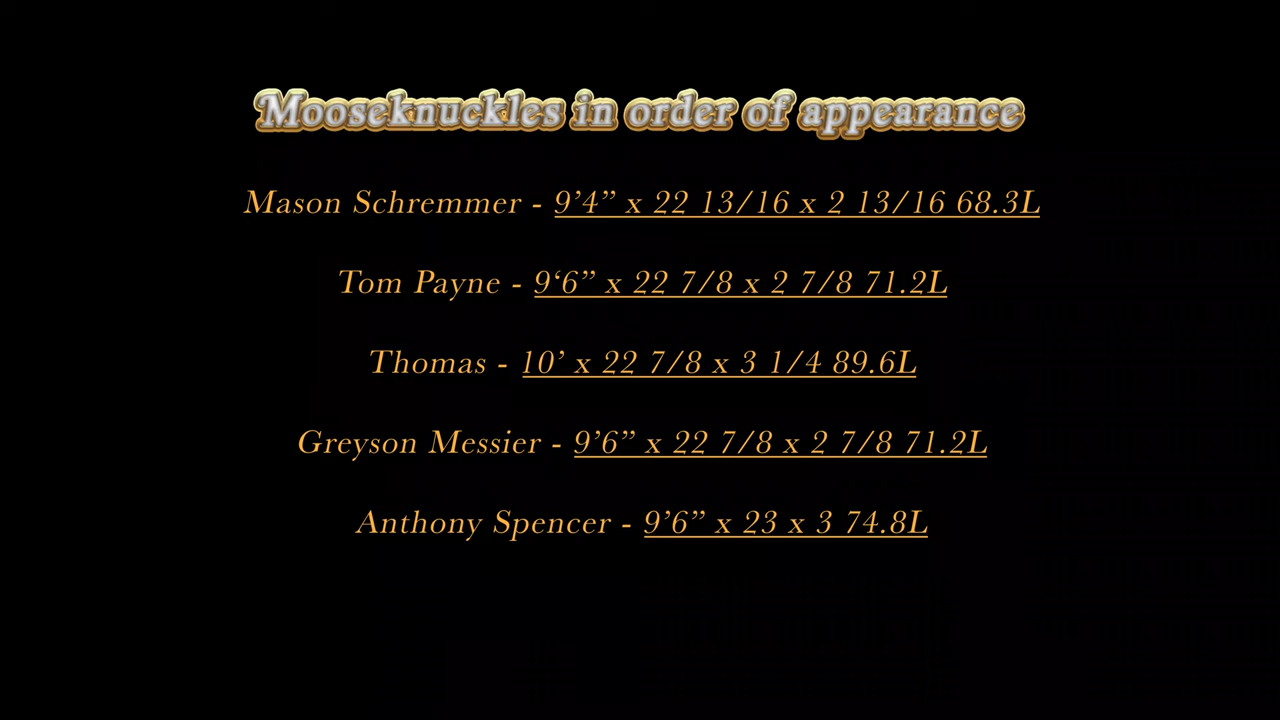 Mooseknuckles in order of appearance
Mason Schremmer - 9’4” x 22 13/16 x 2 13/16 68.3L
Tom Payne - 9‘6” x 22 7/8 x 2 7/8 71.2L
Thomas - 10’ x 22 7/8 x 3 1/4 89.6L
Greyson Messier - 9’6” x 22 7/8 x 2 7/8 71.2L
Anthony Spencer - 9’6” x 23 x 3 74.8L